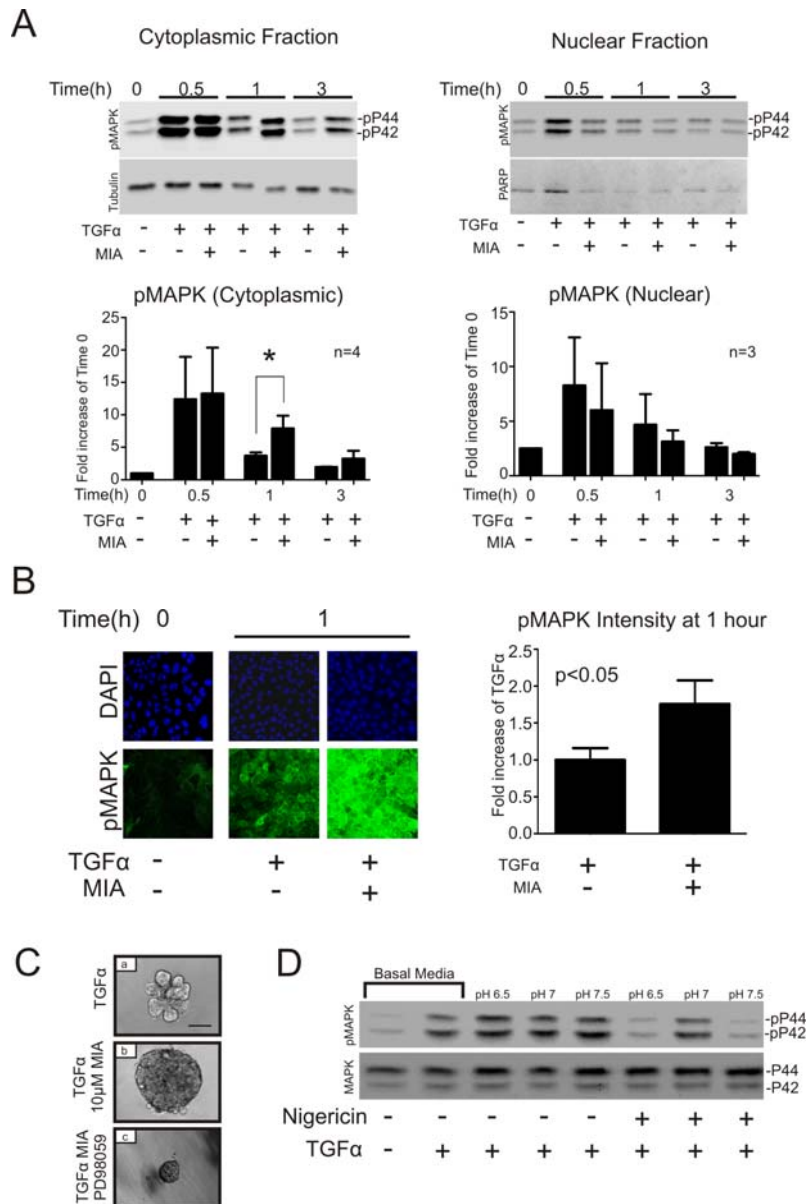 A
Cytoplasmic Fraction
Time(h) 0 0.5 1 3
pMAPK
-pP44
-pP42
Tubulin
TGFα - + + + + + +
MIA - - + - + - +
Nuclear Fraction
Time(h) 0 0.5 1 3
pMAPK
-pP44
-pP42
PARP
TGFα - + + + + + +
MIA - - + - + - +
pMAPK (Cytoplasmic)
Fold increase of Time 0
25
20
15
10
5
0
*
n=4
Time(h) 0 0.5 1 3
TGFα - + + + + + +
MIA - - + - + - +
pMAPK (Nuclear)
Fold increase of Time 0
15
10
5
0
n=3
Time(h) 0 0.5 1 3
TGFα - + + + + + +
MIA - - + - + - +
B
Time(h) 0 1
DAPI
pMAPK
TGFα - + +
MIA - - +
pMAPK Intensity at 1 hour
Fold increase of TGFα
2.5
2.0
1.5
1.0
0.5
0.0
p<0.05
TGFα + +
MIA - +
C
TGFα
a
TGFα
10µM MIA
b
TGFα MIA
PD98059
c
D
Basal Media
pH 6.5 pH 7 pH 7.5 pH 6.5 pH 7 pH 7.5
pMAPK
-pP44
-pP42
MAPK
-P44
-P42
Nigericin - - - - - + + +
TGFα - + + + + + + +